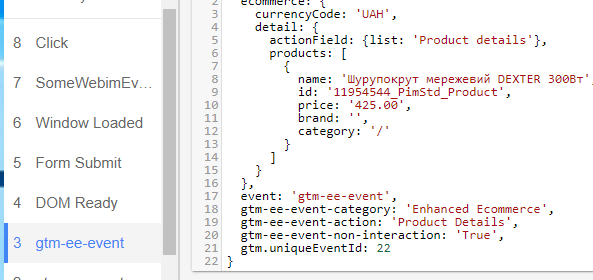 8 Click
7 SomeWebimEv...
6 Window Loaded
5 Form Submit
4 DOM Ready
3 gtm-ee-event
2 ecommerce: {
3 currencyCode: 'UAH',
4 detail: {
5 actionField: {list: 'Product details'},
6 products: [
7 {
8 name: 'Шурупокрут мережевий DEXTER 300Вт'
9 id: '11954544_PimStd_Product',
10 price: '425.00',
11 brand: '',
12 category: '/'
13 }
14 ]
15 }
16 },
17 event: 'gtm-ee-event',
18 gtm-ee-event-category: 'Enhanced Ecommerce',
19 gtm-ee-event-action: 'Product Details',
20 gtm-ee-event-non-interaction: 'True',
21 gtm.uniqueEventId: 22
22 }